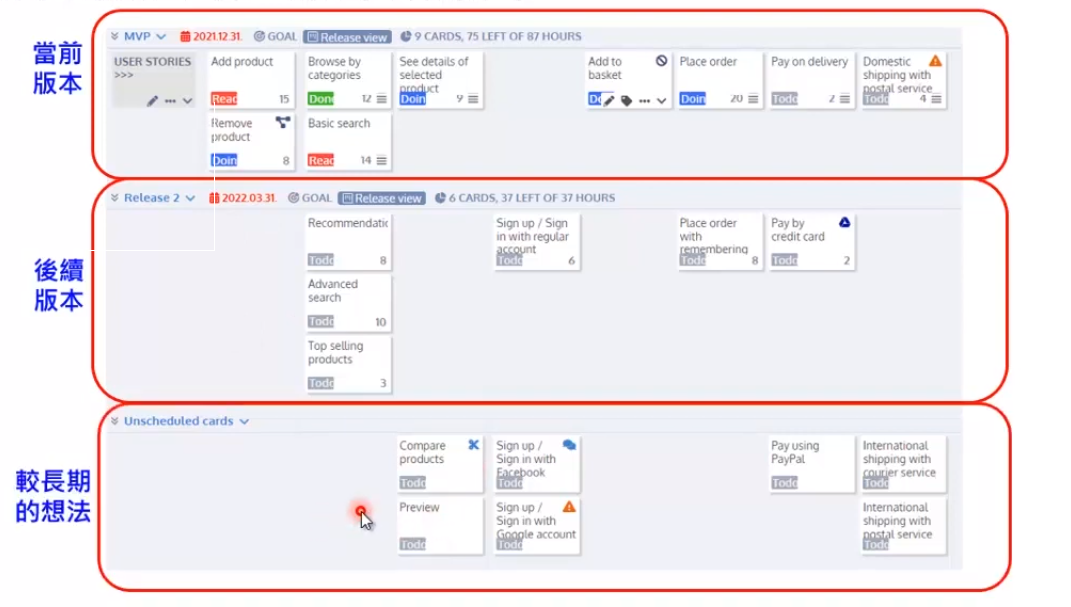 當前
版本
MVP
2021.12.31.
GOAL
Release view
9 CARDS, 75 LEFT OF 87 HOURS
USER STORIES
>>>
Add product
Read
15
Browse by
categories
Done
12
See details of
selected
product
Doin
9
Add to
basket
Place order
Doin
20
Pay on delivery
Todo
2
Domestic
shipping with
postal service
Todo
4
Remove
product
Doin
8
Basic search
Read
14
後續
版本
Release 2
2022.03.31.
GOAL
Release view
6 CARDS, 37 LEFT OF 37 HOURS
Recommendatic
Todo
8
Sign up / Sign
in with regular
account
Todo
6
Place order
with
remembering
Todo
8
Pay by
credit card
Todo
2
Advanced
search
Todo
10
Top selling
products
Todo
3
較長期
的想法
Unscheduled cards
Compare
products
Todo
Sign up /
Sign in with
Facebook
Todo
Pay using
PayPal
Todo
International
shipping with
courier service
Todo
Preview
Todo
Sign up /
Sign in with
Google account
Todo
International
shipping with
postal service
Todo